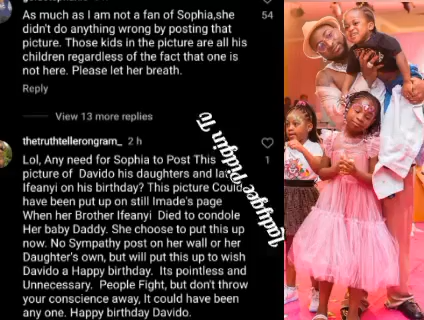 As much as I am not a fan of Sophia,she
didn't do anything wrong by posting that
picture. Those kids in the picture are all his
children regardless of the fact that one is
not here. Please let her breath.
54
Reply
View 13 more replies
thetruthtellerongram_ 2 h
Lol, Any need for Sophia to Post This
picture of Davido his daughters and
Ifeanyi on his birthday? This picture Could
have been put up on still Imade's page
When her Brother Ifeanyi Died to condole
Her baby Daddy. She choose to put this up
now. No Sympathy post on her wall or her
Daughter's own, but will put this up to wish
Davido a Happy birthday. Its pointless and
Unnecessary. People Fight, but don't throw
your conscience away, It could have been
any one. Happy birthday Davido.
1
Ladygee Pidgin Tv